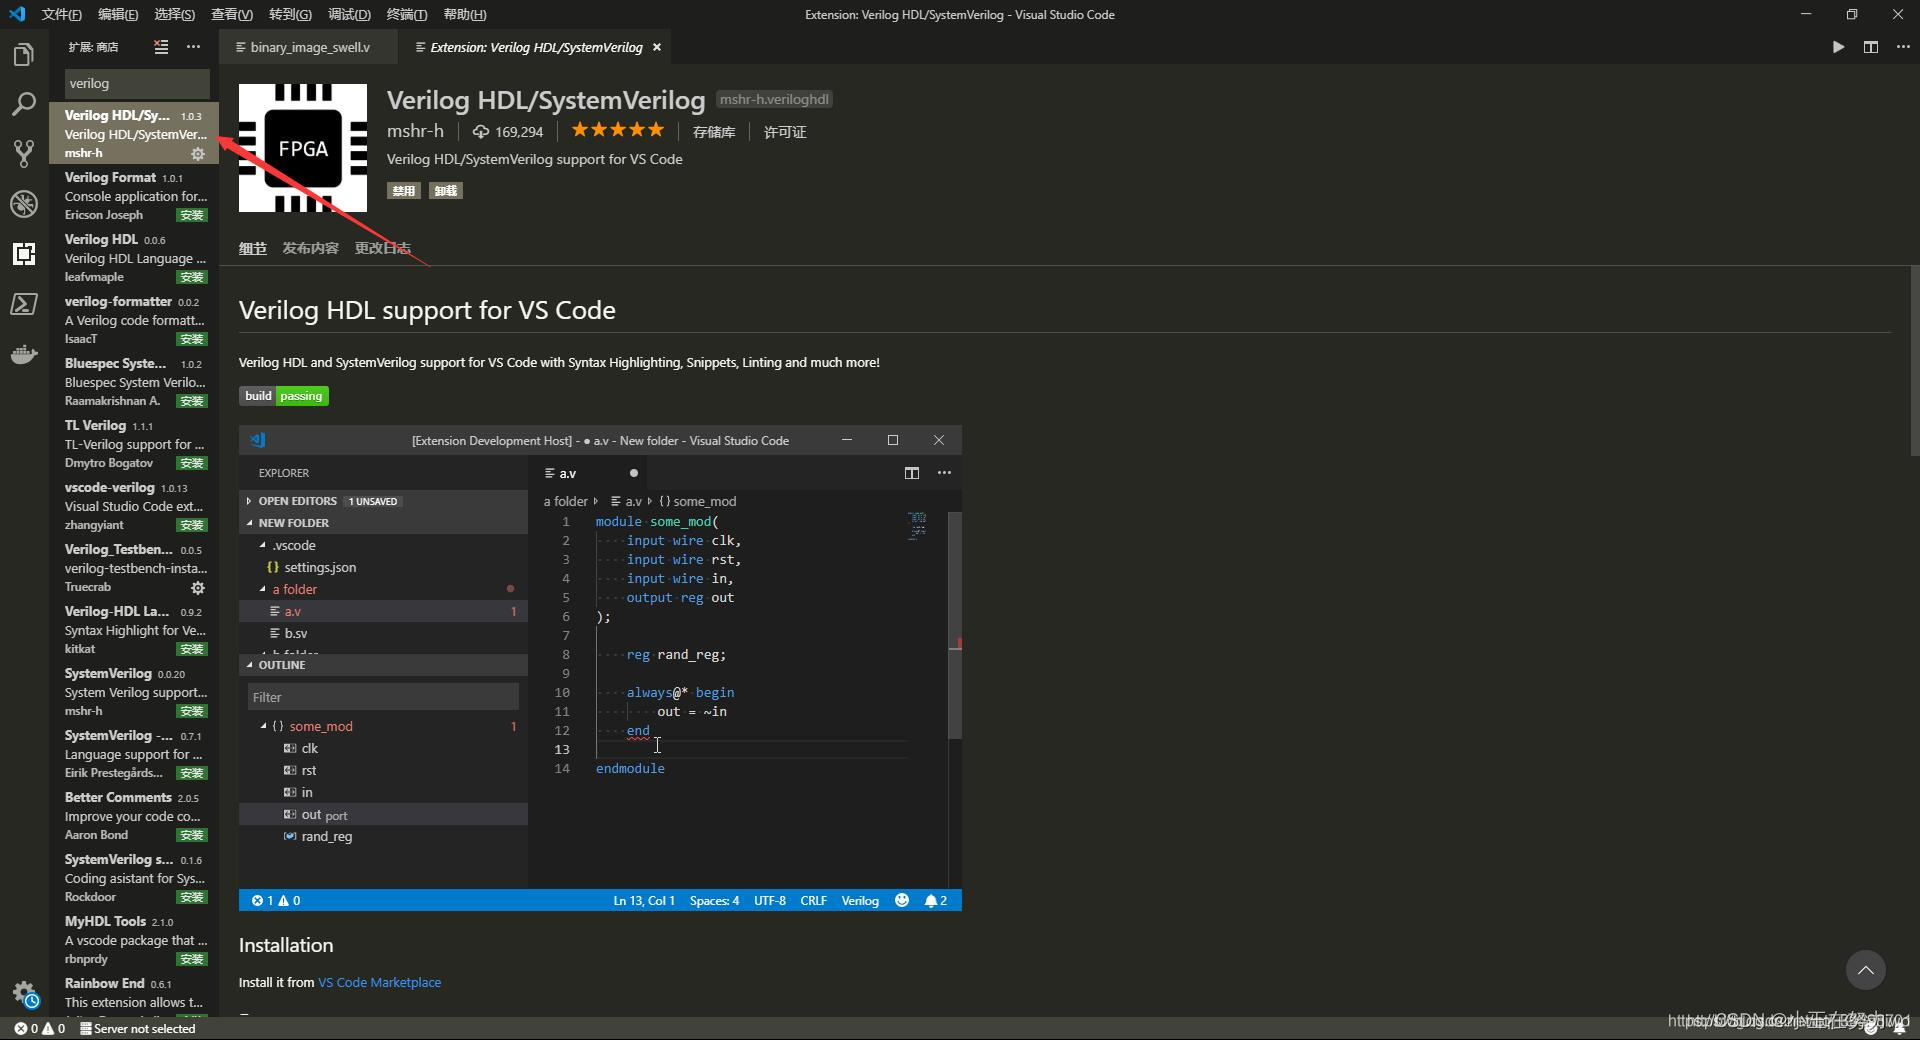 文件(F) 编辑(E) 选择(S) 查看(V) 转到(G) 调试(D) 终端(T) 帮助(H)
Extension: Verilog HDL/SystemVerilog - Visual Studio Code
扩展: 商店
binary_image_swell.v
Extension: Verilog HDL/SystemVerilog
verilog
Verilog HDL/Sy... 1.0.3
Verilog HDL/SystemVer...
mshr-h
Verilog Format 1.0.1
Console application for...
Ericson Joseph 安装
Verilog HDL 0.0.6
Verilog HDL Language ...
leafvmaple 安装
verilog-formatter 0.0.2
A Verilog code formatt...
IsaacT 安装
Bluespec Syste... 1.0.2
Bluespec System Verilo...
Raamakrishnan A. 安装
TL Verilog 1.1.1
TL-Verilog support for ...
Dmytro Bogatov 安装
vscode-verilog 1.0.13
Visual Studio Code ext...
zhangyiant 安装
Verilog_Testben... 0.0.5
verilog-testbench-insta...
Truecrab
Verilog-HDL La... 0.9.2
Syntax Highlight for Ve...
kitkat 安装
SystemVerilog 0.0.20
System Verilog support...
mshr-h 安装
SystemVerilog -... 0.7.1
Language support for ...
Eirik Prestegårds... 安装
Better Comments 2.0.5
Improve your code co...
Aaron Bond 安装
SystemVerilog s... 0.1.6
Coding asistant for Sys...
Rockdoor 安装
MyHDL Tools 2.1.0
A vscode package that ...
rbnprdy 安装
Rainbow End 0.6.1
This extension allows t...
FPGA
Verilog HDL/SystemVerilog mshr-h.veriloghdl
mshr-h 169,294 存储库 许可证
Verilog HDL/SystemVerilog support for VS Code
禁用 卸载
细节 发布内容 更改日志
Verilog HDL support for VS Code
Verilog HDL and SystemVerilog support for VS Code with Syntax Highlighting, Snippets, Linting and much more!
build passing
[Extension Development Host] - ● a.v - New folder - Visual Studio Code
EXPLORER
OPEN EDITORS 1 UNSAVED
NEW FOLDER
.vscode
{} settings.json
a folder
a.v 1
b.sv
OUTLINE
Filter
{} some_mod 1
clk
rst
in
out port
rand_reg
a.v
a folder a.v {} some_mod
1 module some_mod(
2 input wire clk,
3 input wire rst,
4 input wire in,
5 output reg out
6 );
7
8 reg rand_reg;
9
10 always@* begin
11 out = ~in
12 end
13
14 endmodule
1 0
Ln 13, Col 1 Spaces: 4 UTF-8 CRLF Verilog 2
Installation
Install it from VS Code Marketplace
0 0 Server not selected
CSDN @小王在努力